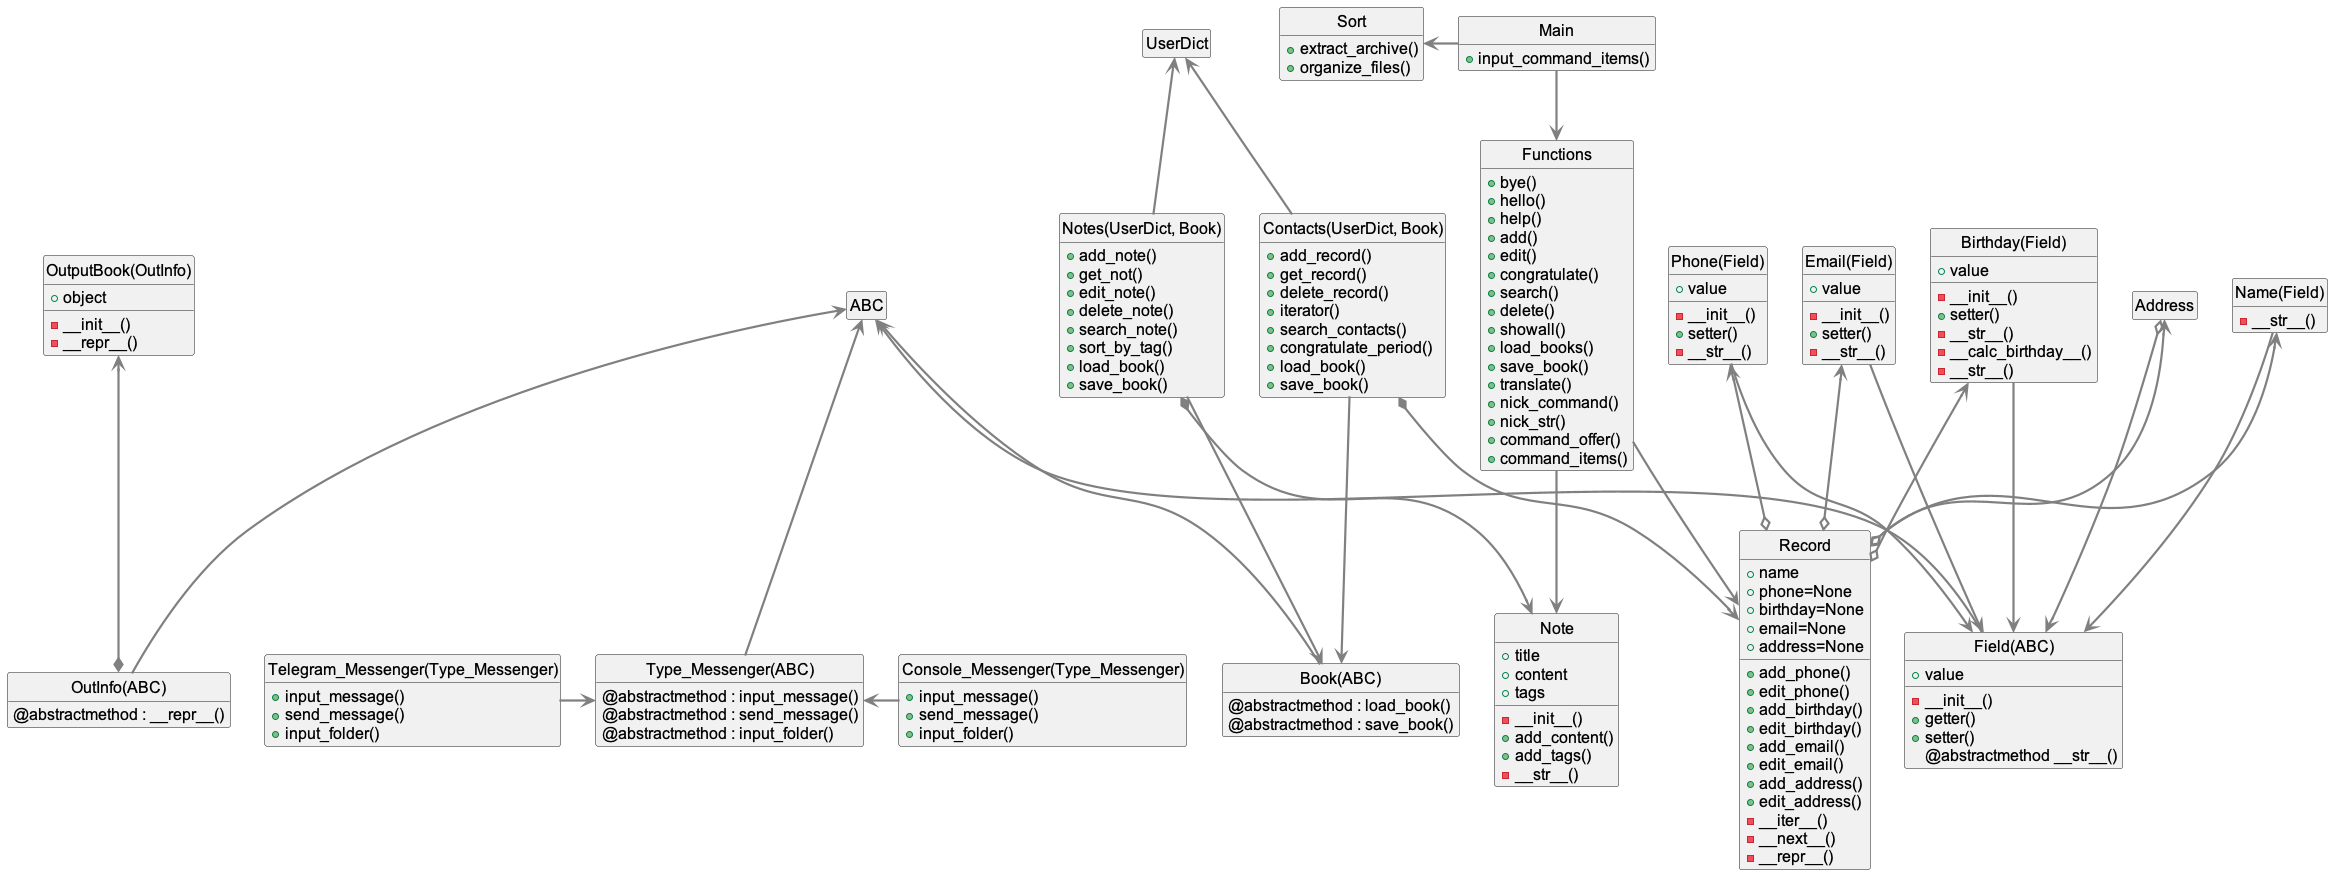 Sort
extract_archive()
organize_files()
Main
input_command_items()
UserDict
Functions
bye()
hello()
help()
add()
edit()
congratulate()
search()
delete()
showall()
load_books()
save_book()
translate()
nick_command()
nick_str()
command_offer()
command_items()
Notes(UserDict, Book)
add_note()
get_not()
edit_note()
delete_note()
search_note()
sort_by_tag()
load_book()
save_book()
Contacts(UserDict, Book)
add_record()
get_record()
delete_record()
iterator()
search_contacts()
congratulate_period()
load_book()
save_book()
Phone(Field)
value
__init__()
setter()
__str__()
Email(Field)
value
__init__()
setter()
__str__()
Birthday(Field)
value
__init__()
setter()
__str__()
__calc_birthday__()
__str__()
Address
Name(Field)
__str__()
OutputBook(OutInfo)
object
__init__()
__repr__()
ABC
OutInfo(ABC)
@abstractmethod : __repr__()
Telegram_Messenger(Type_Messenger)
input_message()
send_message()
input_folder()
Type_Messenger(ABC)
@abstractmethod : input_message()
@abstractmethod : send_message()
@abstractmethod : input_folder()
Console_Messenger(Type_Messenger)
input_message()
send_message()
input_folder()
Book(ABC)
@abstractmethod : load_book()
@abstractmethod : save_book()
Note
title
content
tags
__init__()
add_content()
add_tags()
__str__()
Record
name
phone=None
birthday=None
email=None
address=None
add_phone()
edit_phone()
add_birthday()
edit_birthday()
add_email()
edit_email()
add_address()
edit_address()
__iter__()
__next__()
__repr__()
Field(ABC)
value
__init__()
getter()
setter()
@abstractmethod __str__()